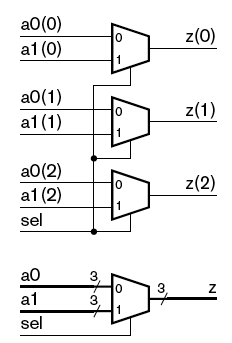 a0(0)
0
z(0)
a1(0)
1
a0(1)
0
z(1)
a1(1)
1
a0(2)
0
z(2)
a1(2)
1
sel
a0
3
0
3
z
a1
3
1
sel